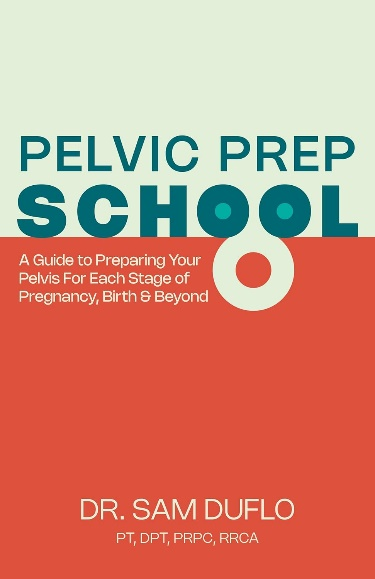 PELVIC PREP
SCHOOL
A Guide to Preparing Your
Pelvis For Each Stage of
Pregnancy, Birth & Beyond
DR. SAM DUFLO
PT, DPT, PRPC, RRCA